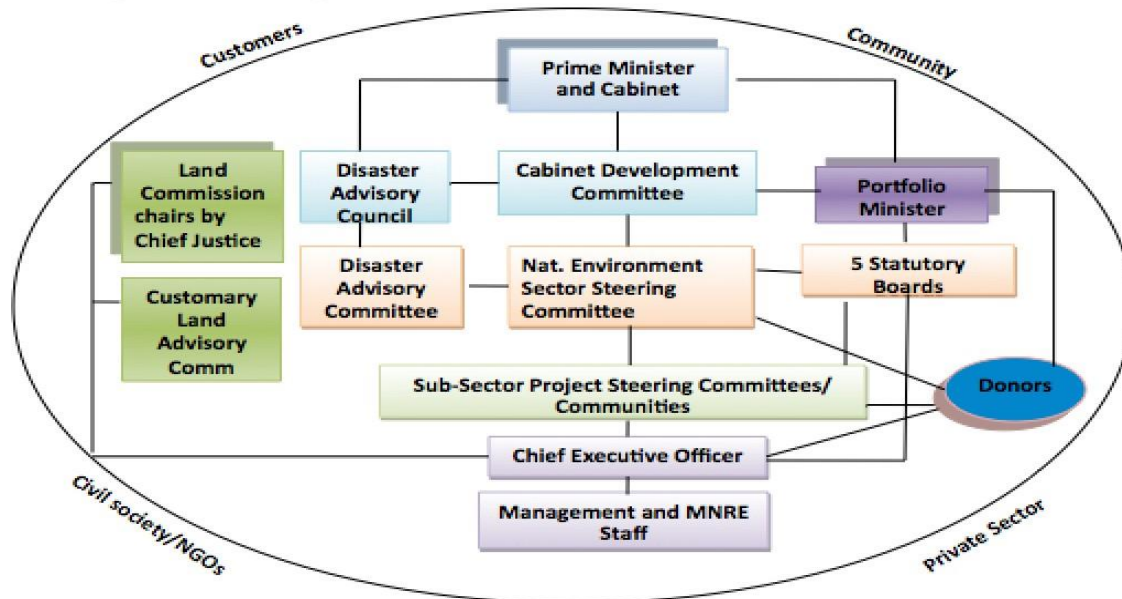 Customers
Community
Prime Minister
and Cabinet
Land
Commission
chairs by
Chief Justice
Disaster
Advisory
Council
Cabinet Development
Committee
Portfolio
Minister
Customary
Land
Advisory
Comm
Disaster
Advisory
Committee
Nat. Environment
Sector Steering
Committee
5 Statutory
Boards
Sub-Sector Project Steering Committees/
Communities
Donors
Chief Executive Officer
Management and MNRE
Staff
Civil society/NGOs
Private Sector